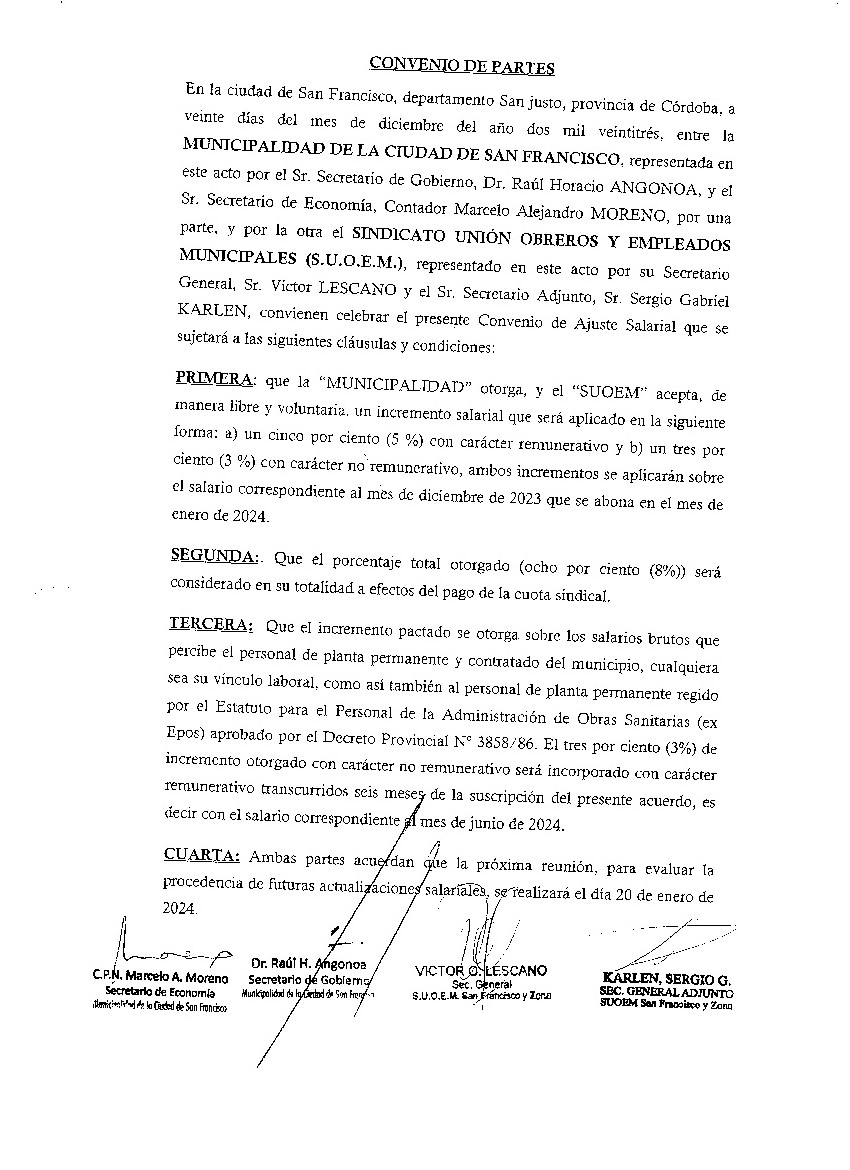 CONVENIO DE PARTES
En la ciudad de San Francisco, departamento San justo, provincia de Córdoba, a
veinte días del mes de diciembre del año dos mil veintitrés, entre la
MUNICIPALIDAD DE LA CIUDAD DE SAN FRANCISCO, representada en
este acto por el Sr. Secretario de Gobierno, Dr. Raúl Horacio ANGONOA, y el
Sr. Secretario de Economía, Contador Marcelo Alejandro MORENO, por una
parte, y por la otra el SINDICATO UNIÓN OBREROS Y EMPLEADOS
MUNICIPALES (S.U.O.E.M.), representado en este acto por su Secretario
General, Sr. Víctor LESCANO y el Sr. Secretario Adjunto, Sr. Sergio Gabriel
KARLEN, convienen celebrar el presente Convenio de Ajuste Salarial que se
sujetará a las siguientes cláusulas y condiciones:
PRIMERA: que la “MUNICIPALIDAD” otorga, y el “SUOEM” acepta, de
manera libre y voluntaria, un incremento salarial que será aplicado en la siguiente
forma: a) un cinco por ciento (5 %) con carácter remunerativo y b) un tres por
ciento (3 %) con carácter no remunerativo, ambos incrementos se aplicarán sobre
el salario correspondiente al mes de diciembre de 2023 que se abona en el mes de
enero de 2024.
SEGUNDA:. Que el porcentaje total otorgado (ocho por ciento (8%)) será
considerado en su totalidad a efectos del pago de la cuota sindical.
TERCERA: Que el incremento pactado se otorga sobre los salarios brutos que
percibe el personal de planta permanente y contratado del municipio, cualquiera
sea su vínculo laboral, como así también al personal de planta permanente regido
por el Estatuto para el Personal de la Administración de Obras Sanitarias (ex
Epos) aprobado por el Decreto Provincial N° 3858/86. El tres por ciento (3%) de
incremento otorgado con carácter no remunerativo será incorporado con carácter
remunerativo transcurridos seis meses de la suscripción del presente acuerdo, es
decir con el salario correspondiente al mes de junio de 2024.
CUARTA: Ambas partes acuerdan que la próxima reunión, para evaluar la
procedencia de futuras actualizaciones salariales, se realizará el día 20 de enero de
2024.
C.P.N. Marcelo A. Moreno
Secretario de Economía
Municipalidad de la Ciudad de San Francisco
Dr. Raúl H. Angonoa
Secretario de Gobierno
Municipalidad de la Ciudad de San Francisco
VICTOR O. LESCANO
Sec. General
S.U.O.E.M. San Francisco y Zona
KARLEN, SERGIO G.
SEC. GENERAL ADJUNTO
SUOEM San Francisco y Zona